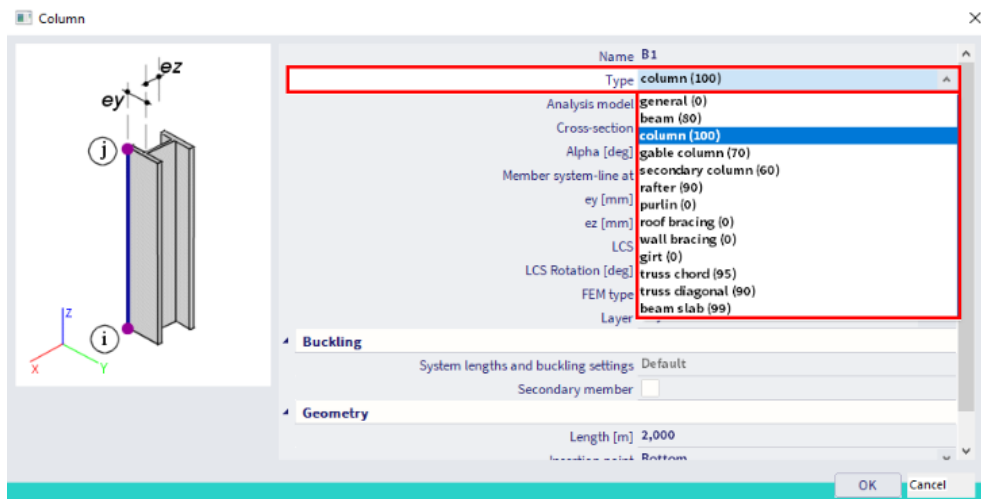 Column
ez
ey
j
i
Z
X
Y
Name B1
Type column (100)
Analysis model general (0)
beam (80)
Cross-section column (100)
Alpha [deg] gable column (70)
Member system-line at secondary column (60)
rafter (90)
ey [mm] purlin (0)
ez [mm] roof bracing (0)
LCS wall bracing (0)
girt (0)
LCS Rotation [deg] truss chord (95)
FEM type truss diagonal (90)
beam slab (99)
Layer
Buckling
System lengths and buckling settings Default
Secondary member
Geometry
Length [m] 2,000
Insertion point Bottom
OK Cancel